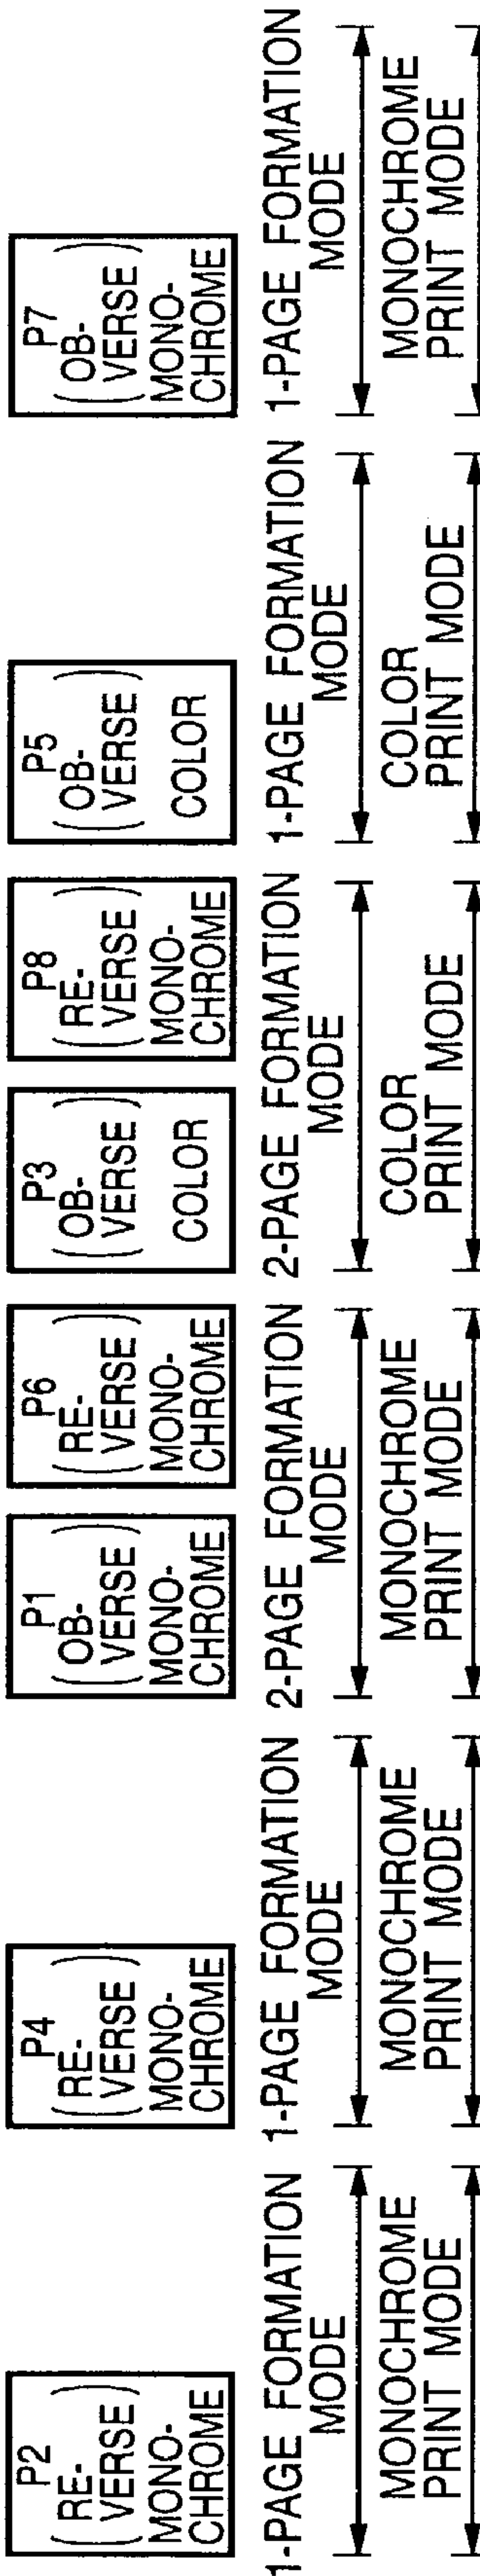 P2
(RE-
VERSE)
MONO-
CHROME
1-PAGE FORMATION
MODE
MONOCHROME
PRINT MODE
P4
(RE-
VERSE)
MONO-
CHROME
1-PAGE FORMATION
MODE
MONOCHROME
PRINT MODE
P1
(OB-
VERSE)
MONO-
CHROME
P6
(RE-
VERSE)
MONO-
CHROME
2-PAGE FORMATION
MODE
MONOCHROME
PRINT MODE
P3
(OB-
VERSE)
COLOR
P8
(RE-
VERSE)
MONO-
CHROME
2-PAGE FORMATION
MODE
COLOR
PRINT MODE
P5
(OB-
VERSE)
COLOR
1-PAGE FORMATION
MODE
COLOR
PRINT MODE
P7
(OB-
VERSE)
MONO-
CHROME
1-PAGE FORMATION
MODE
MONOCHROME
PRINT MODE